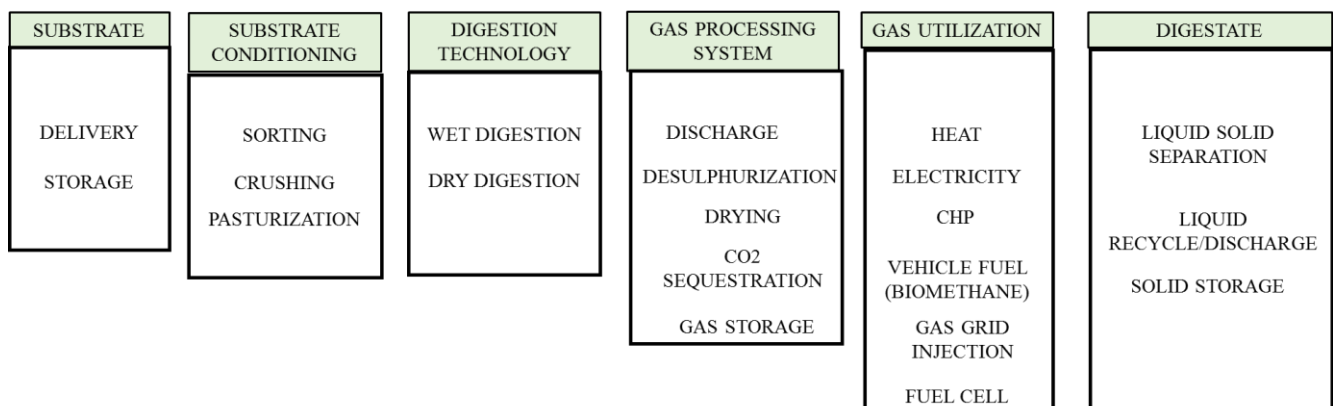 SUBSTRATE
DELIVERY
STORAGE
SUBSTRATE
CONDITIONING
SORTING
CRUSHING
PASTURIZATION
DIGESTION
TECHNOLOGY
WET DIGESTION
DRY DIGESTION
GAS PROCESSING
SYSTEM
DISCHARGE
DESULPHURIZATION
DRYING
CO2
SEQUESTRATION
GAS STORAGE
GAS UTILIZATION
HEAT
ELECTRICITY
CHP
VEHICLE FUEL
(BIOMETHANE)
GAS GRID
INJECTION
FUEL CELL
DIGESTATE
LIQUID SOLID
SEPARATION
LIQUID
RECYCLE/DISCHARGE
SOLID STORAGE